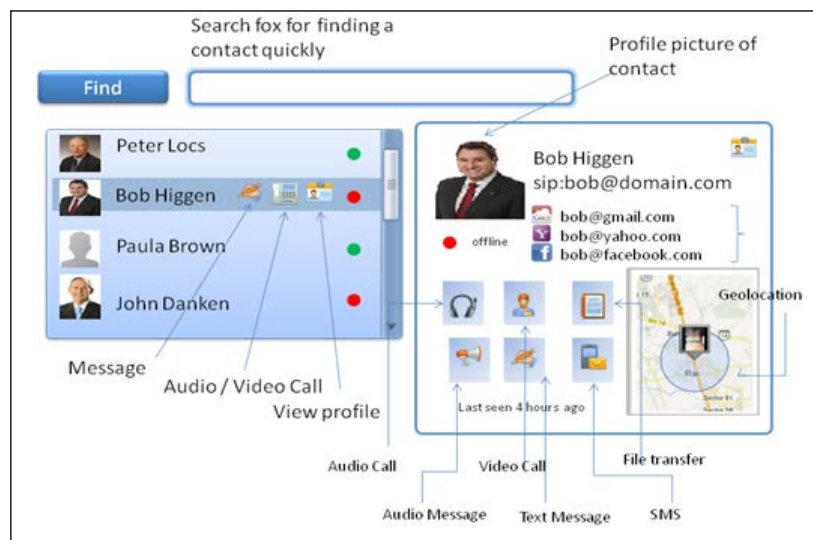 Search fox for finding a
contact quickly
Profile picture of
contact
Find
Peter Locs
Bob Higgen
Paula Brown
John Danken
Bob Higgen
sip:bob@domain.com
bob@gmail.com
offline
bob@yahoo.com
bob@facebook.com
Geolocation
Message
Audio / Video Call
View profile
Last seen 4 hours ago
Audio Call
Video Call
File transfer
Audio Message
Text Message
SMS